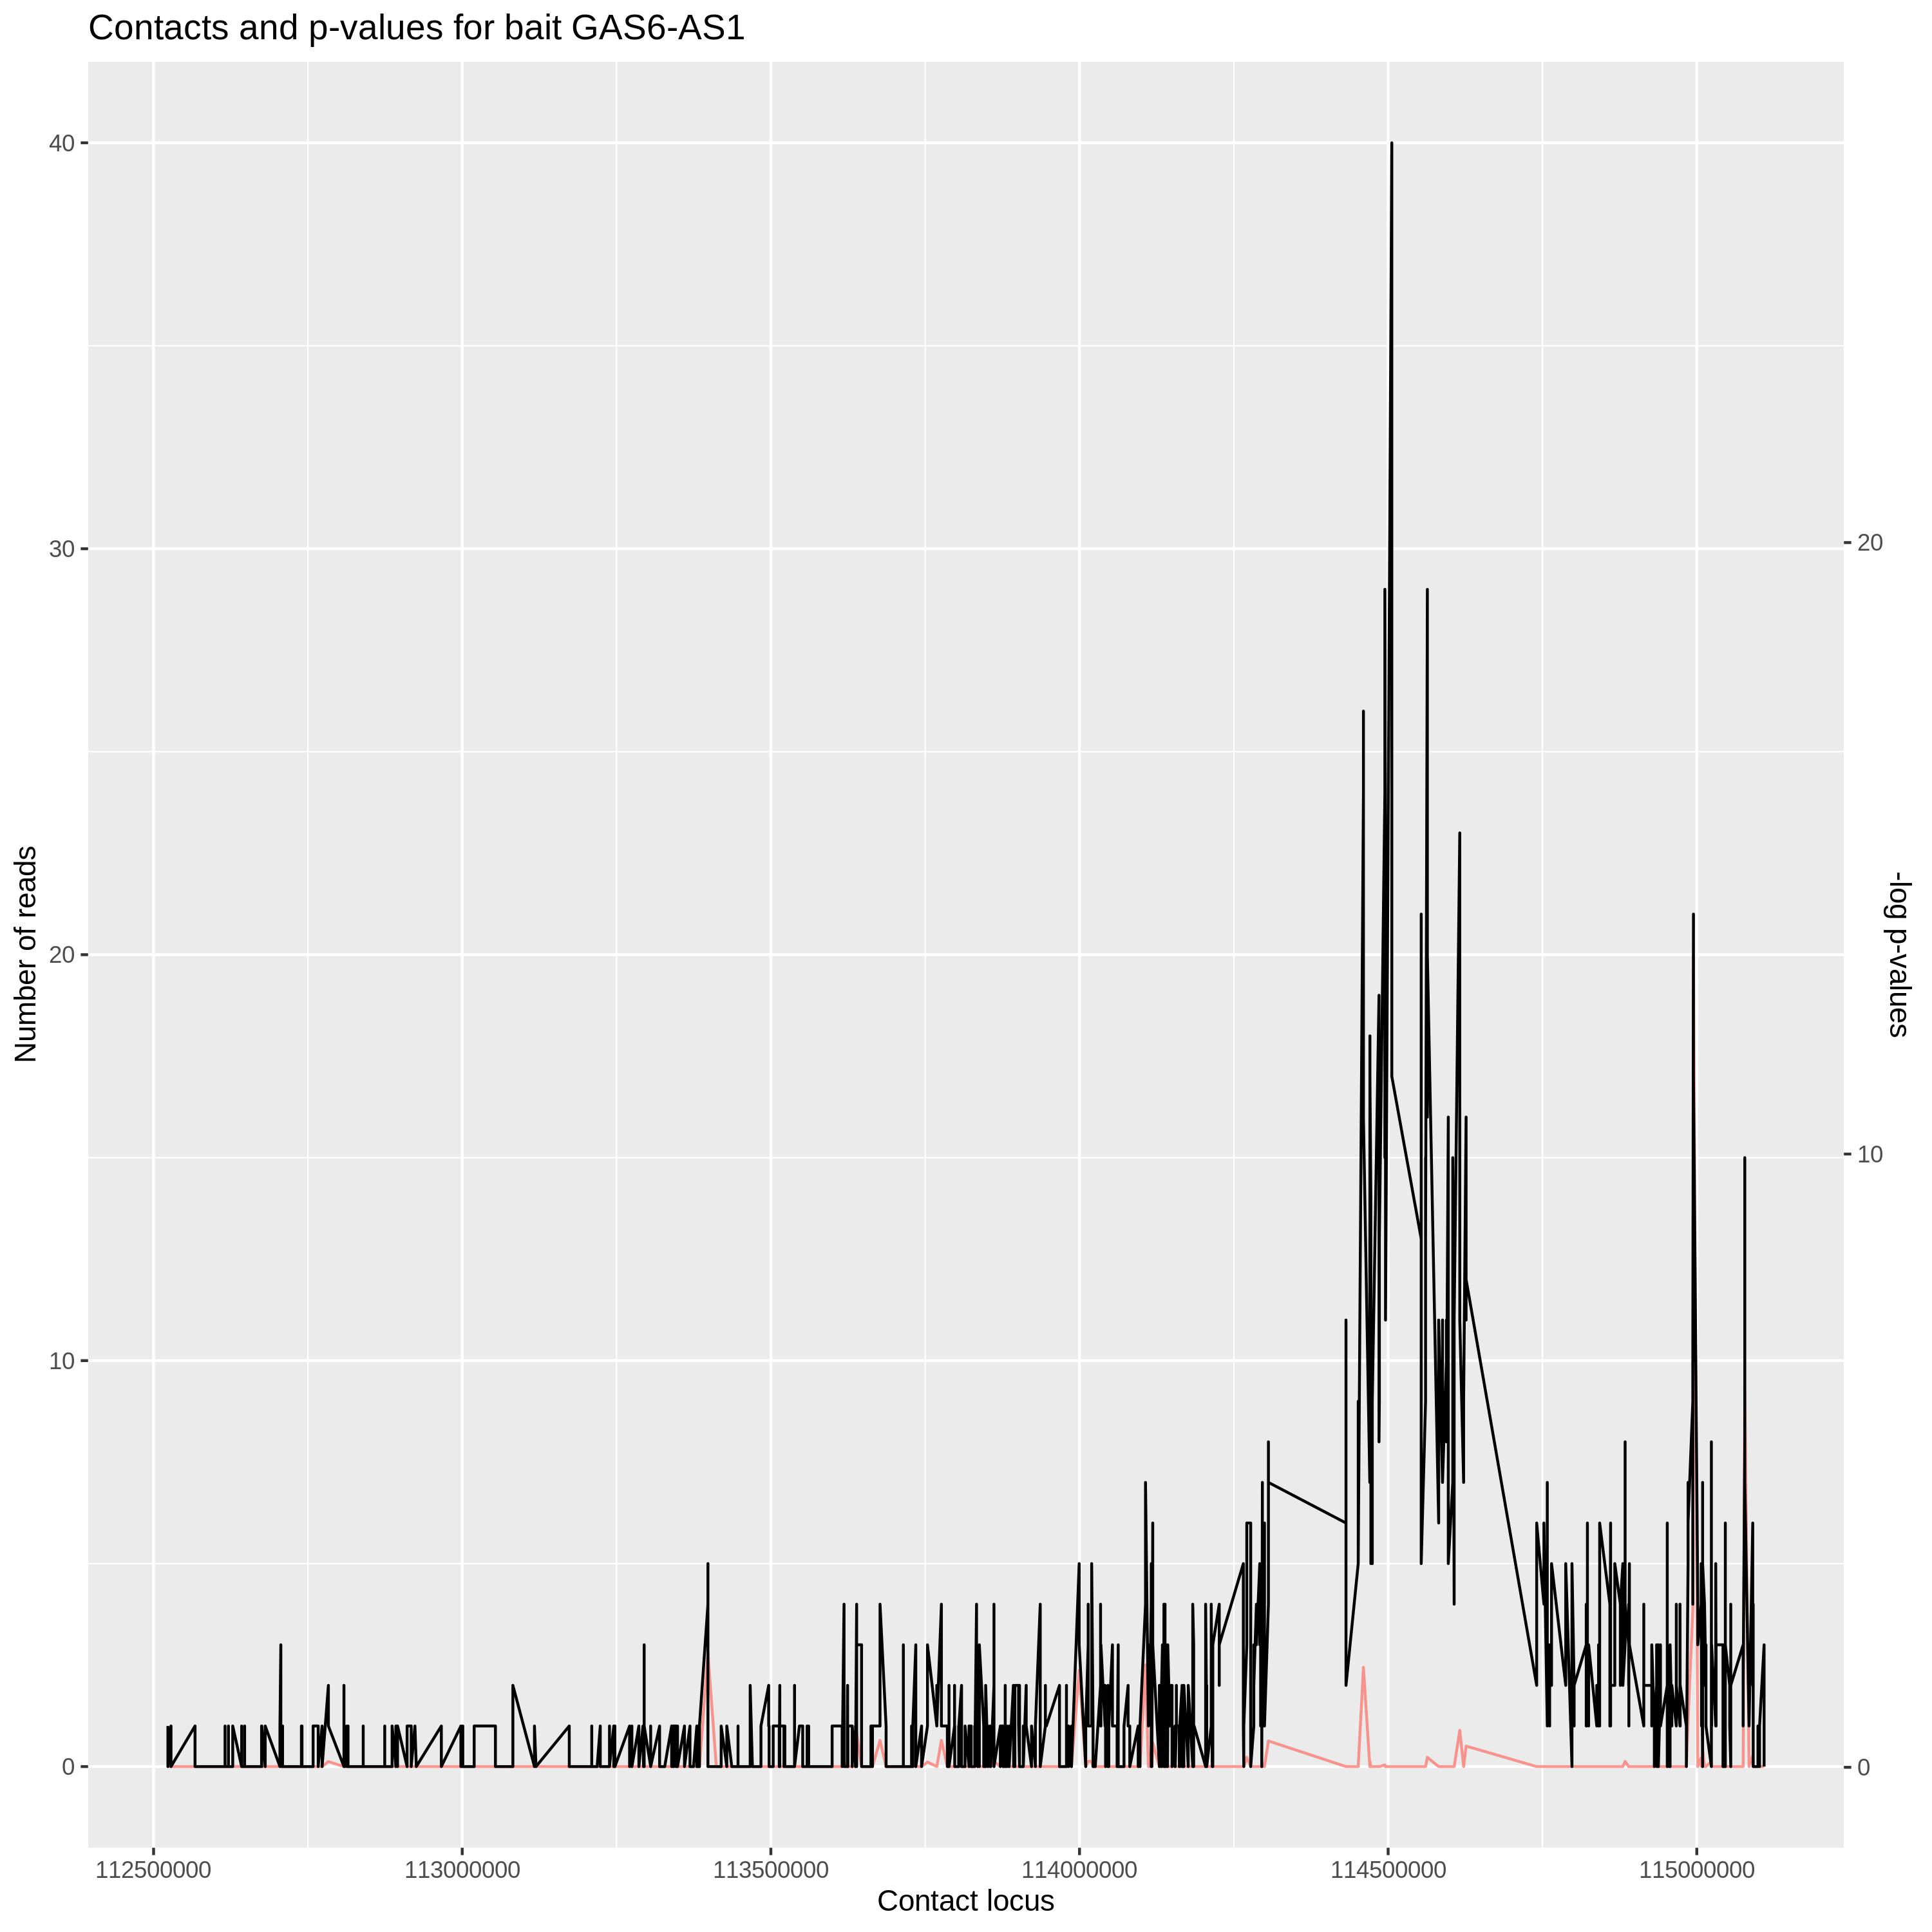 Contacts and p-values for bait GAS6-AS1
40
30
20
10
0
Number of reads
20
10
0
-log p-values
112500000 113000000 113500000 114000000 114500000 115000000
Contact locus